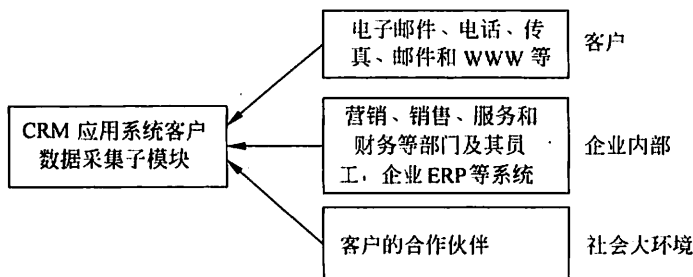 电子邮件、电话、传
真、邮件和 WWW 等
客户
CRM 应用系统客户
数据采集子模块
营销、销售、服务和
财务等部门及其员
工，企业 ERP等系统
企业内部
客户的合作伙伴
社会大环境